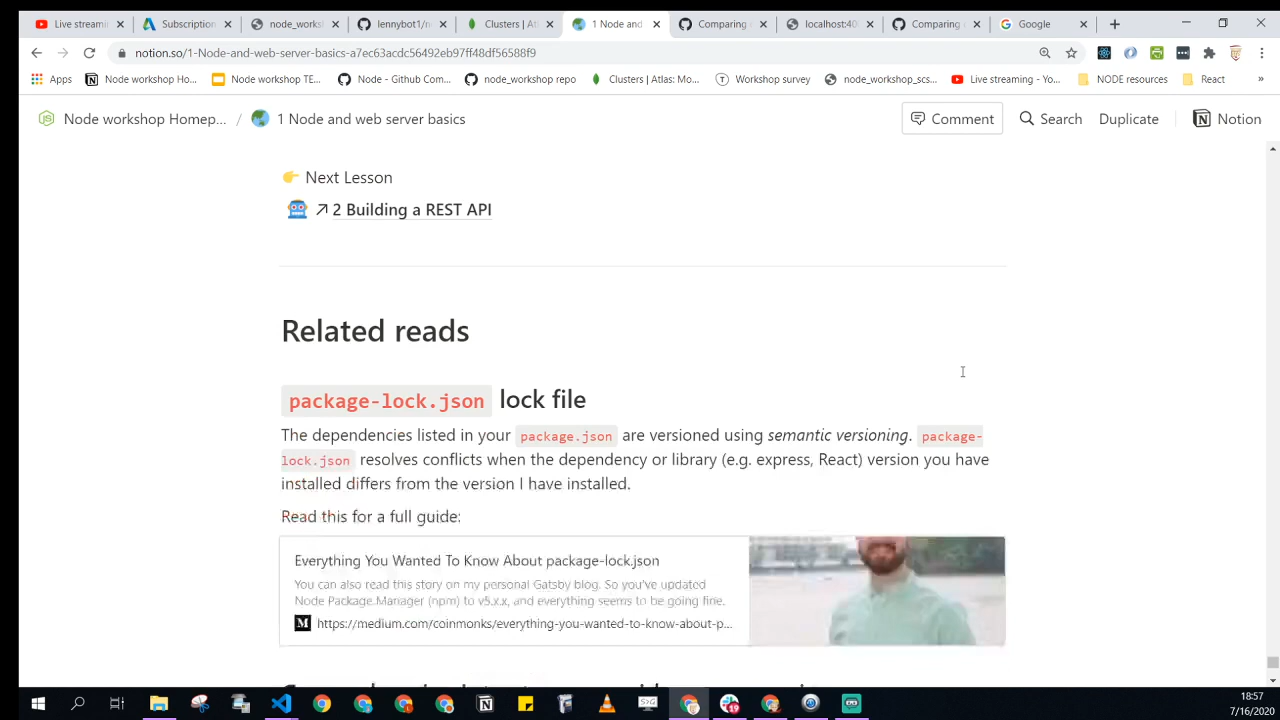 Live streami
Subscription
node_works
lennybot1/n
Clusters | At
1 Node and
Comparing
localhost:40
Comparing
Google
notion.so/1-Node-and-web-server-basics-a7ec63acdc56492eb97ff48df56588f9
Apps
Node workshop Ho...
Node workshop TE...
Node - Github Com...
node_workshop repo
Clusters | Atlas: Mo...
Workshop survey
node_workshop_scs...
Live streaming - Yo...
NODE resources
React
»
Node workshop Homep... / 1 Node and web server basics
Comment
Search
Duplicate
Notion
Next Lesson
2 Building a REST API
Related reads
package-lock.json lock file
The dependencies listed in your package.json are versioned using semantic versioning. package-
lock.json resolves conflicts when the dependency or library (e.g. express, React) version you have
installed differs from the version I have installed.
Read this for a full guide:
Everything You Wanted To Know About package-lock.json
You can also read this story on my personal Gatsby blog. So you've updated
Node Package Manager (npm) to v5.x.x, and everything seems to be going fine.
https://medium.com/coinmonks/everything-you-wanted-to-know-about-p...
18:57
7/16/2020